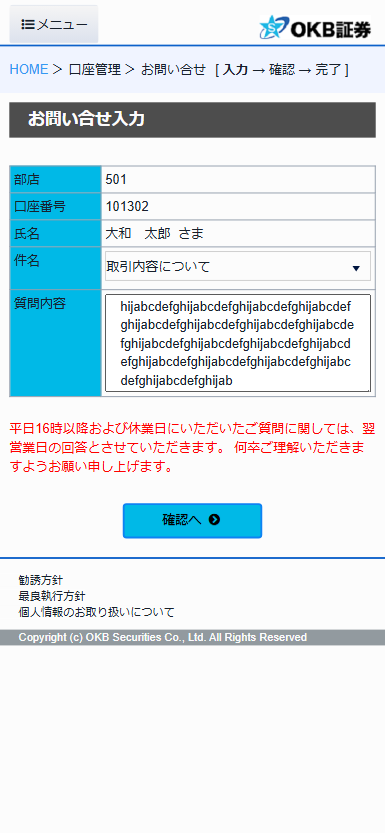 メニュー
OKB証券
HOME > 口座管理 > お問い合せ [ 入力 → 確認 → 完了 ]
お問い合せ入力
部店 501
口座番号 101302
氏名 大和　太郎 さま
件名 取引内容について
質問内容
hijabcdefghijabcdefghijabcdefghijabcdef
ghijabcdefghijabcdefghijabcdefghijabcde
fghijabcdefghijabcdefghijabcdefghijabcd
efghijabcdefghijabcdefghijabcdefghijabc
defghijabcdefghijab
平日16時以降および休業日にいただいたご質問に関しては、翌
営業日の回答とさせていただきます。 何卒ご理解いただきま
すようお願い申し上げます。
確認へ
勧誘方針
最良執行方針
個人情報のお取り扱いについて
Copyright (c) OKB Securities Co., Ltd. All Rights Reserved